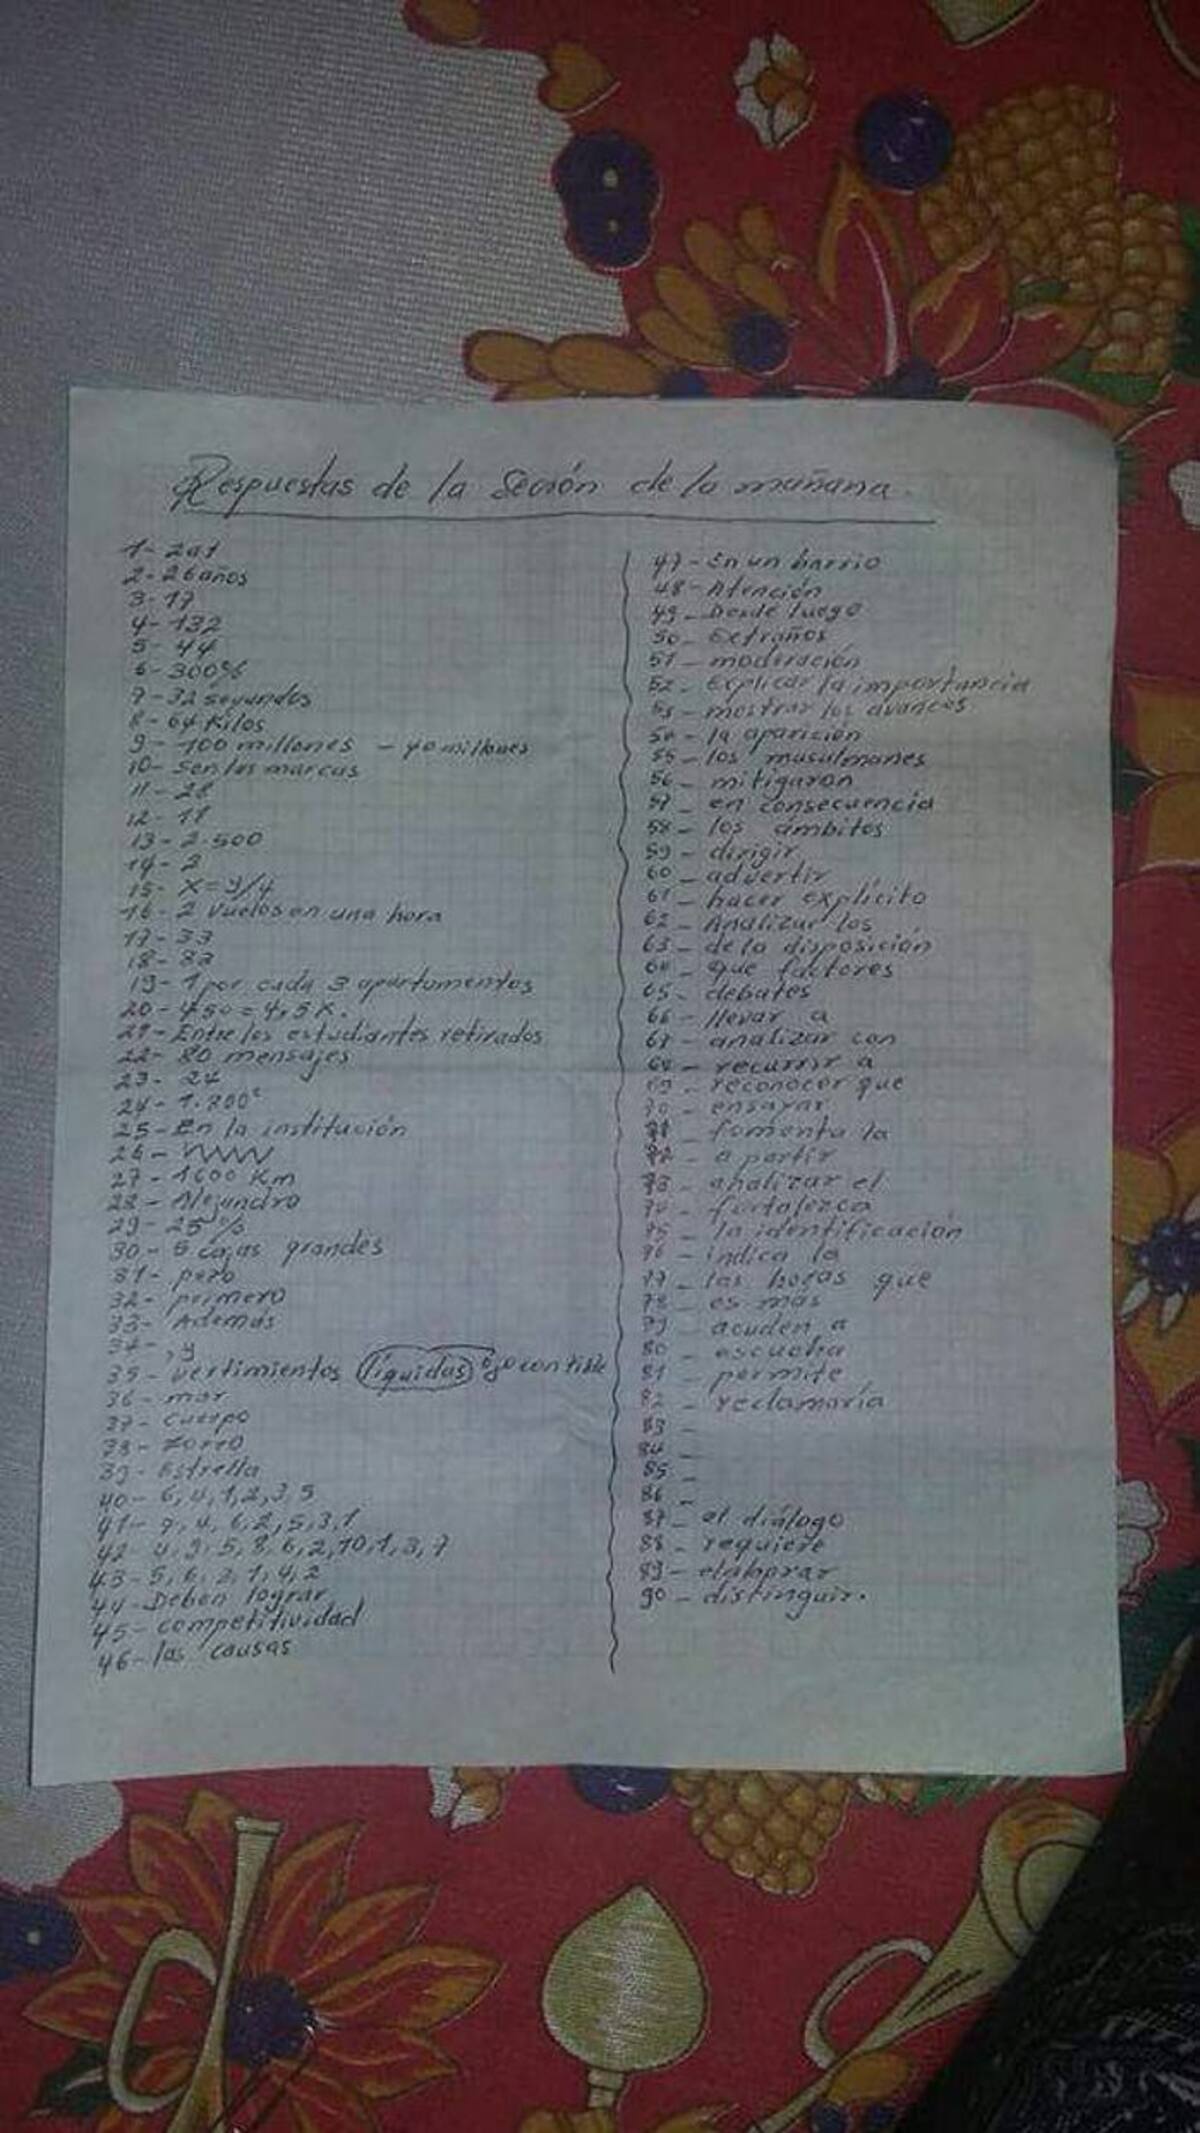 Respuestas de la Seción de la mañana.
1- 2 a 1
2- 26 años
3- 17
4- 132
5- 44
6- 300%
7- 32 segundos
8- 64 Kilos
9- 100 millones - 40 millones
10- Sen las marcas
11- 28
12- 11
13- 2.500
14- 2
15- X=y/4
16- 2 vuelos en una hora
17- 33
18- 82
19- 1 por cada 3 apartamentos
20- 450=4,5X.
21- Entre los estudiantes retirados
22- 80 mensajes
23- 24
24-
25- En la institución
26-
27- 1600 Km
28- Alejandro
29- 25%
30- 5 cajas grandes
31- pero
32- primero
33- Además
34- , y
35- vertimientos líquidas ojo con tilde
36- mar
37- cuerpo
38- zorro
39- Estrella
40- 6,4,1,2,3,5
41- 7,4,6,2,5,3,1
42- 4,9,5,8,6,2,10,1,3,7
43- 5,6,3,1,4,2
44- Deben lograr
45- competitividad
46- las causas
47- En un barrio
48- Atención
49- Desde luego
50- Extraños
51- moderación
52- Explicar la importancia
53- mostrar los avances
54- la aparición
55- los musulmanes
56- mitigaron
57- en consecuencia
58- los ámbitos
59- dirigir
60- advertir
61- hacer explícito
62- Analizar los
63- de la disposición
64- que factores
65- debates
66- llevar a
67- analizar con
68- recurrir a
69- reconocer que
70- ensayar
71- fomenta la
72- a partir
73- analizar el
74- fortalezca
75- la identificación
76- indica la
77- las horas que
78- es más
79- acuden a
80- escucha
81- permite
82- reclamaría
83-
84-
85-
86-
87- el diálogo
88- requiere
89- elaborar
90- distinguir.